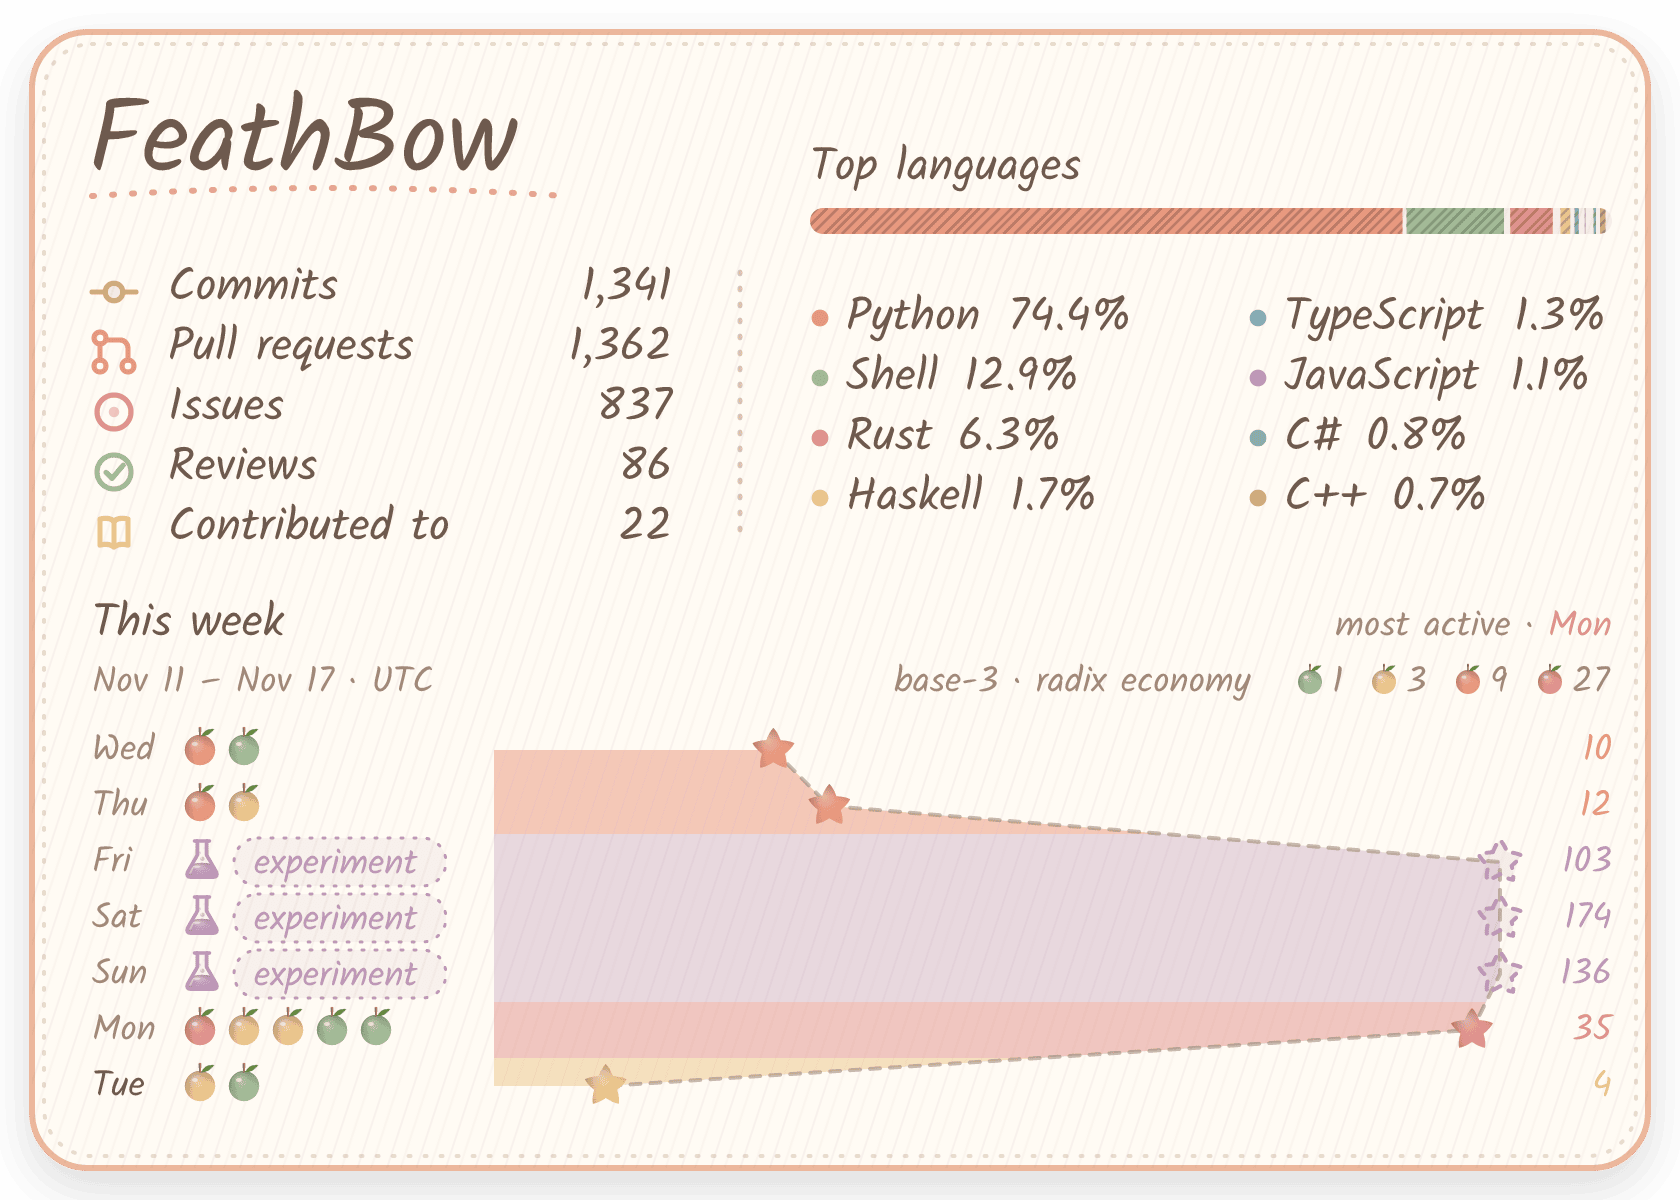 FeathBow
Commits 1,341
Pull requests 1,362
Issues 837
Reviews 86
Contributed to 22
Top languages
Python 74.4%
Shell 12.9%
Rust 6.3%
Haskell 1.7%
TypeScript 1.3%
JavaScript 1.1%
C# 0.8%
C++ 0.7%
This week
most active · Mon
Nov 11 – Nov 17 · UTC
base-3 · radix economy 1 3 9 27
Wed 10
Thu 12
Fri experiment 103
Sat experiment 174
Sun experiment 136
Mon 35
Tue 4